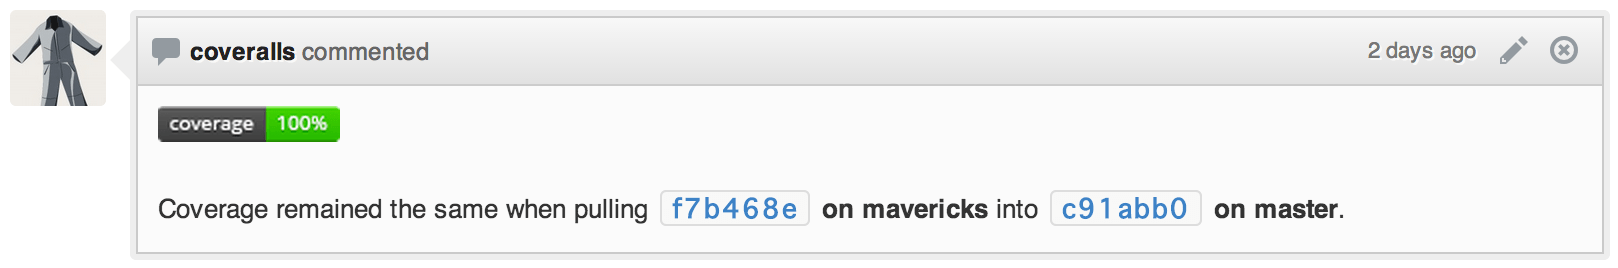 coveralls commented 2 days ago
coverage 100%
Coverage remained the same when pulling f7b468e on mavericks into c91abb0 on master.